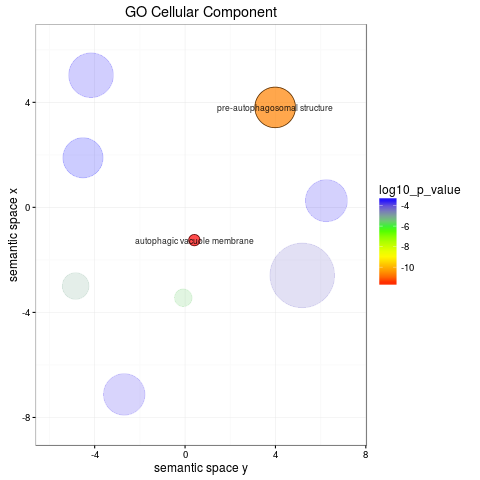 GO Cellular Component
pre-autophagosomal structure
autophagic vacuole membrane
4
0
-4
-8
semantic space x
-4
0
4
8
semantic space y
log10_p_value
-4
-6
-8
-10